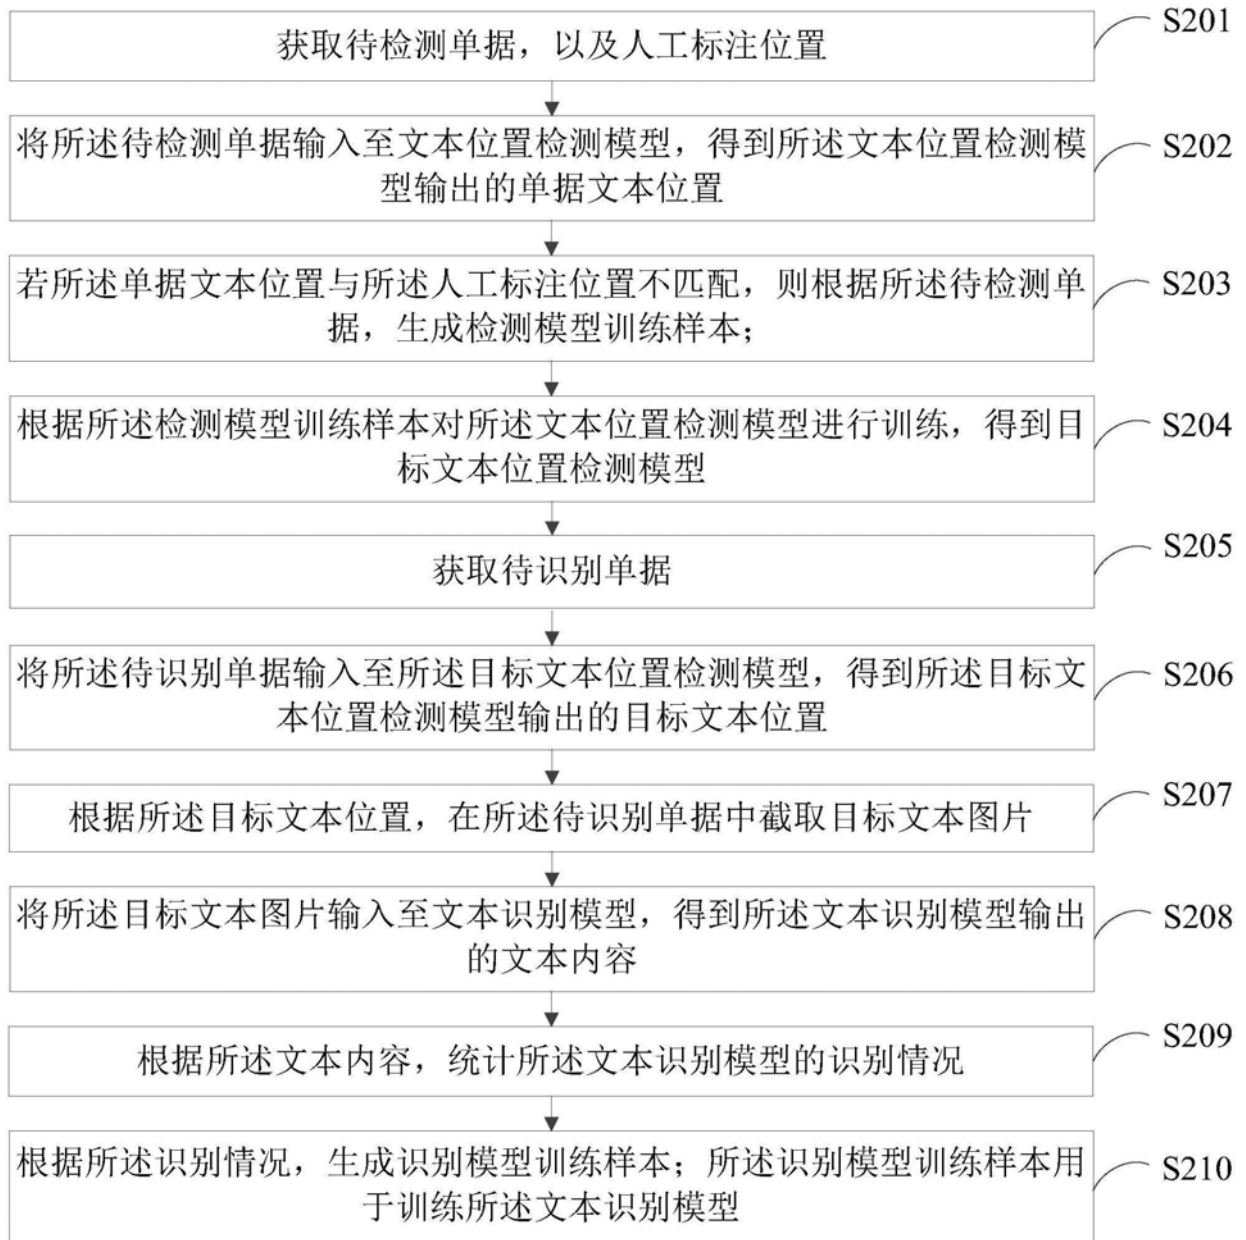 获取待检测单据，以及人工标注位置
S201
将所述待检测单据输入至文本位置检测模型，得到所述文本位置检测模
型输出的单据文本位置
S202
若所述单据文本位置与所述人工标注位置不匹配，则根据所述待检测单
据，生成检测模型训练样本；
S203
根据所述检测模型训练样本对所述文本位置检测模型进行训练，得到目
标文本位置检测模型
S204
获取待识别单据
S205
将所述待识别单据输入至所述目标文本位置检测模型，得到所述目标文
本位置检测模型输出的目标文本位置
S206
根据所述目标文本位置，在所述待识别单据中截取目标文本图片
S207
将所述目标文本图片输入至文本识别模型，得到所述文本识别模型输出
的文本内容
S208
根据所述文本内容，统计所述文本识别模型的识别情况
S209
根据所述识别情况，生成识别模型训练样本；所述识别模型训练样本用
于训练所述文本识别模型
S210